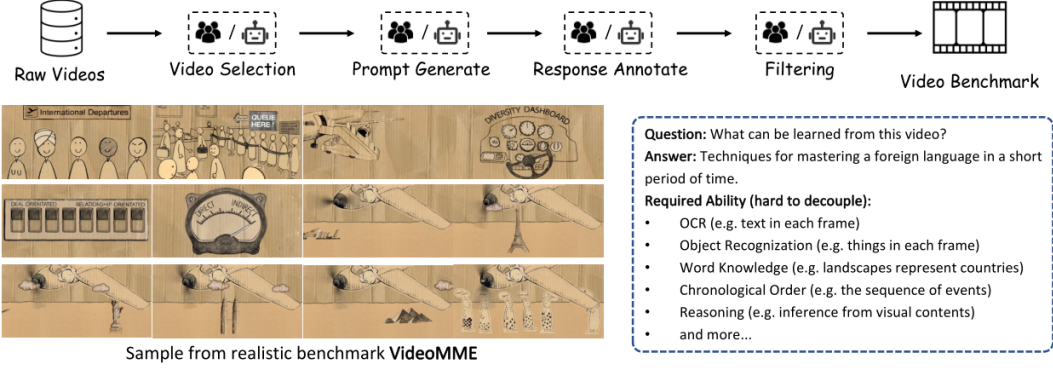 Raw Videos
Video Selection
Prompt Generate
Response Annotate
Filtering
Video Benchmark
International Departures
QUEUE
HERE!
DIVERSITY DASHBOARD
DEAL ORIENTATED
RELATIONSHIP ORIENTATED
DIRECT
INDIRECT
Sample from realistic benchmark VideoMME
Question: What can be learned from this video?
Answer: Techniques for mastering a foreign language in a short
period of time.
Required Ability (hard to decouple):
• OCR (e.g. text in each frame)
• Object Recognization (e.g. things in each frame)
• Word Knowledge (e.g. landscapes represent countries)
• Chronological Order (e.g. the sequence of events)
• Reasoning (e.g. inference from visual contents)
• and more...